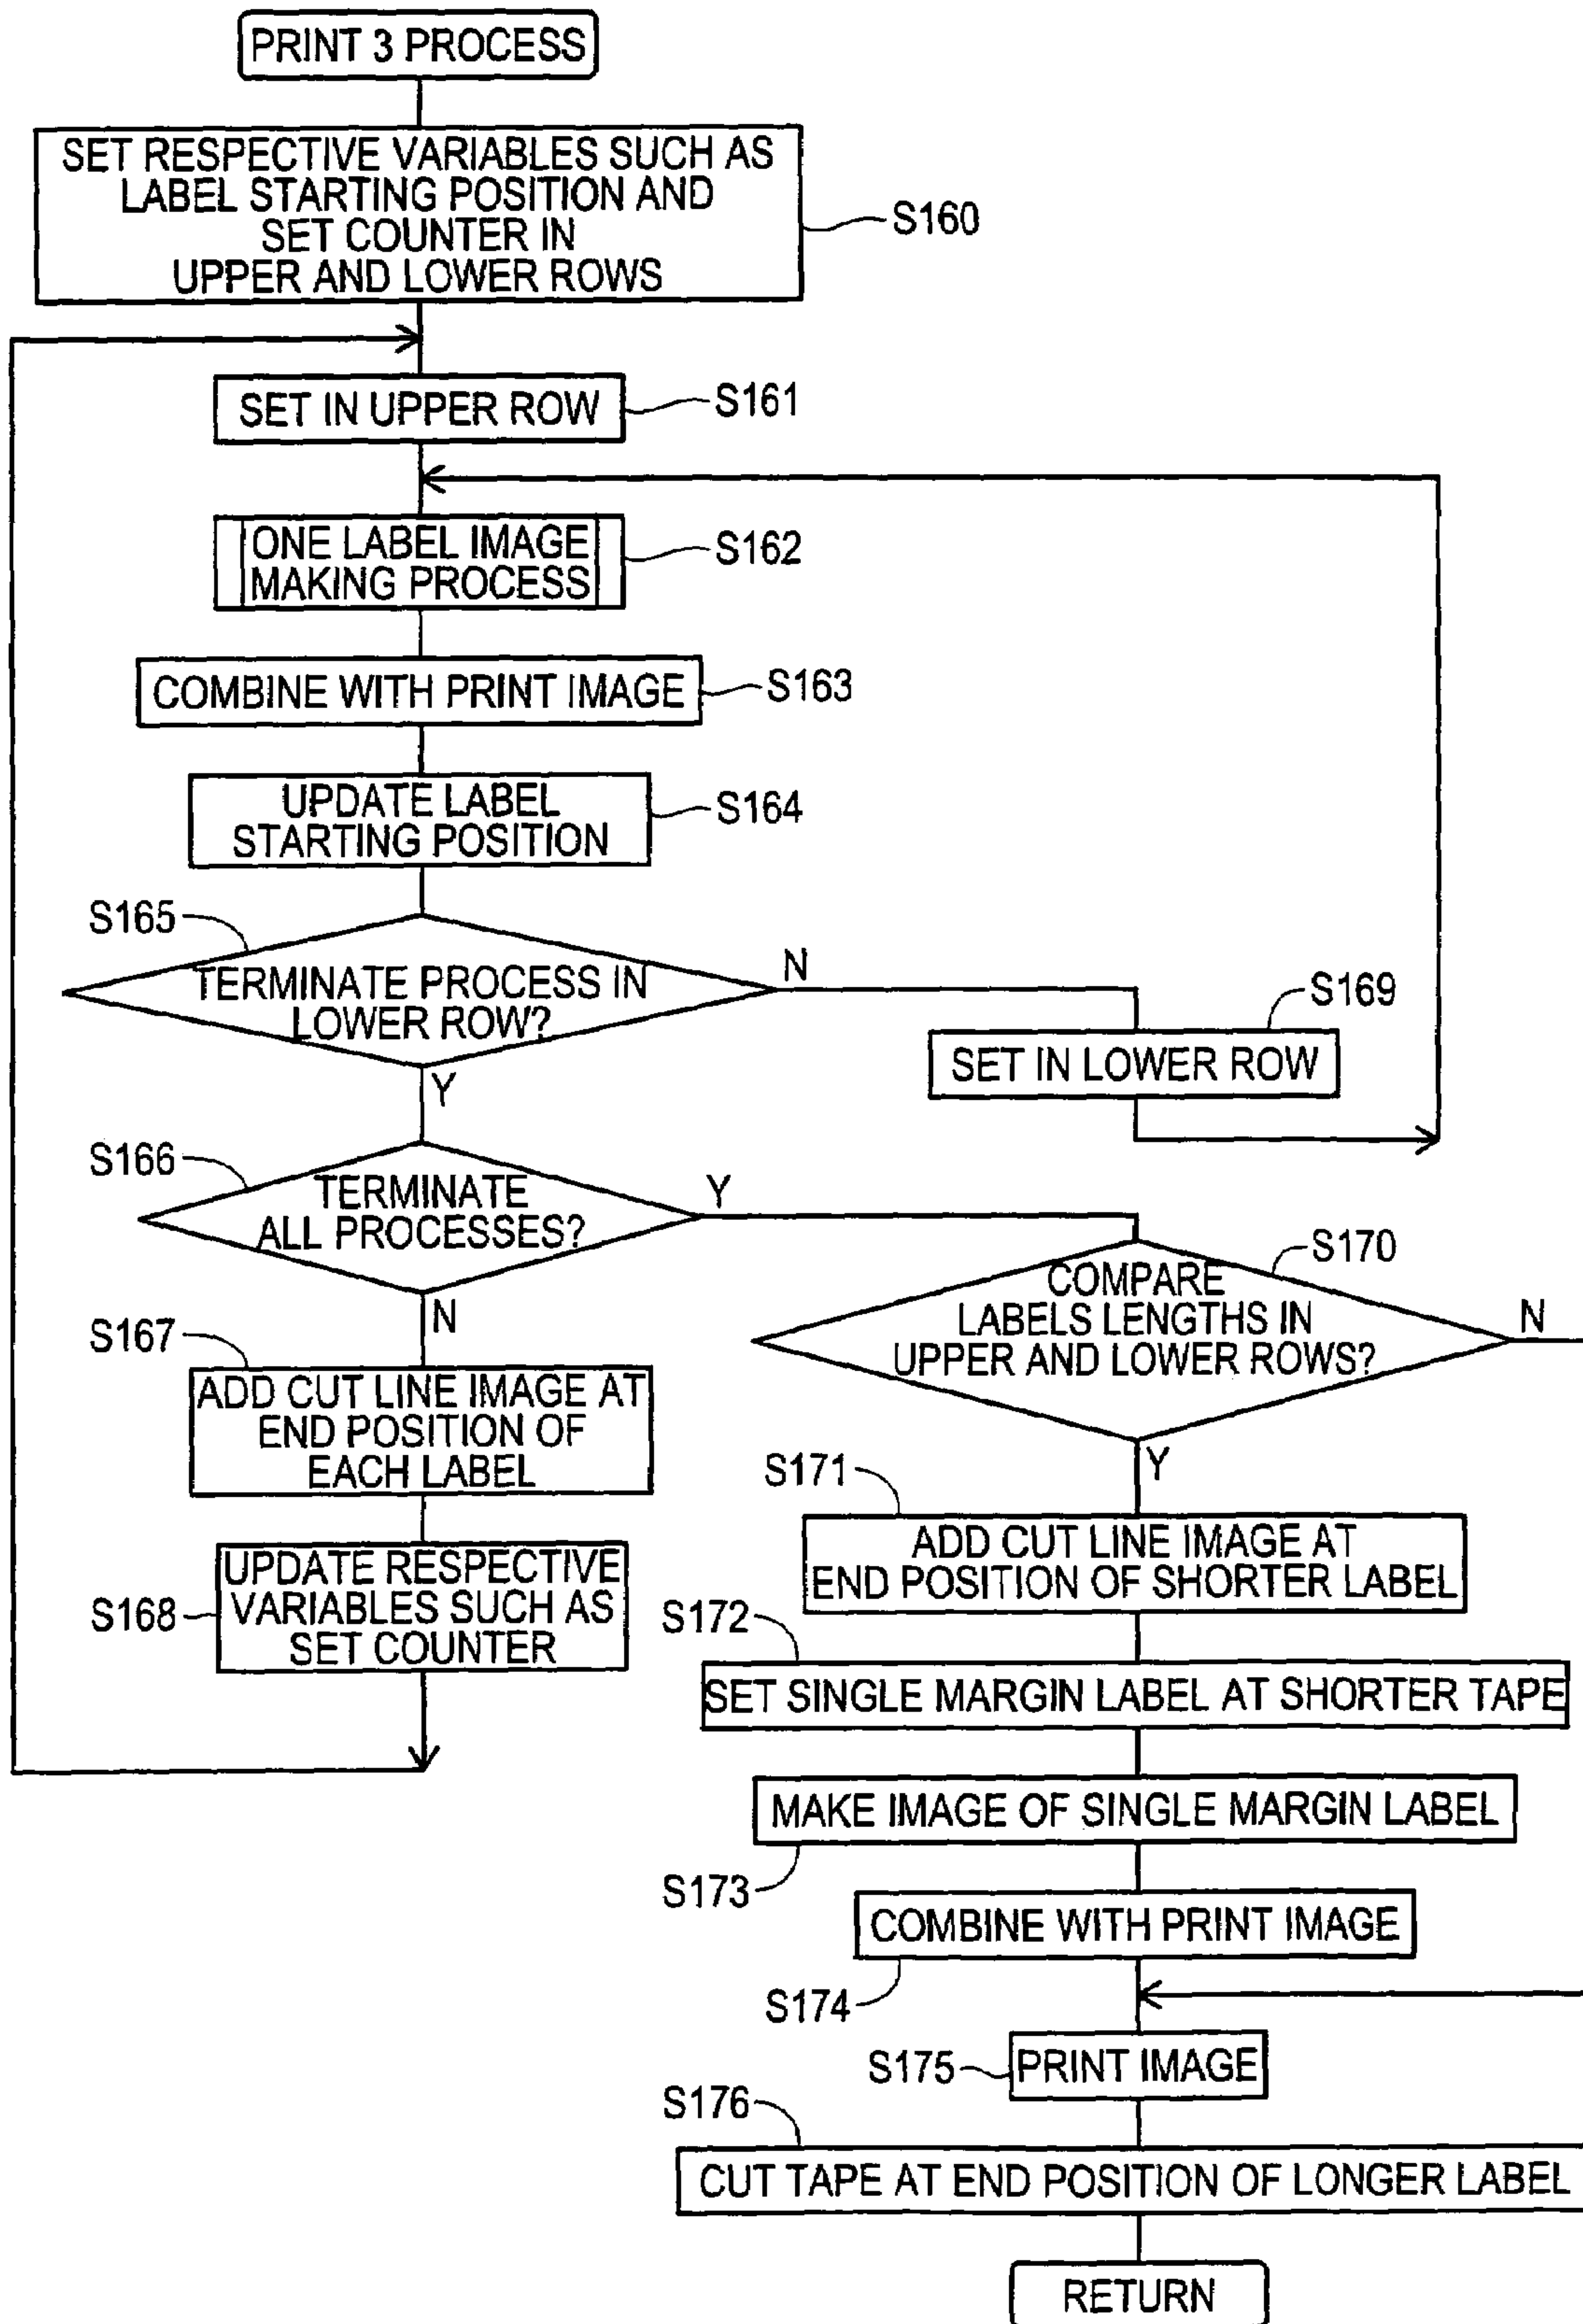 PRINT 3 PROCESS
SET RESPECTIVE VARIABLES SUCH AS
LABEL STARTING POSITION AND
SET COUNTER IN
UPPER AND LOWER ROWS
S160
SET IN UPPER ROW
S161
ONE LABEL IMAGE
MAKING PROCESS
S162
COMBINE WITH PRINT IMAGE
S163
UPDATE LABEL
STARTING POSITION
S164
S165
TERMINATE PROCESS IN
LOWER ROW?
N
Y
S169
SET IN LOWER ROW
S166
TERMINATE
ALL PROCESSES?
Y
N
S170
COMPARE
LABELS LENGTHS IN
UPPER AND LOWER ROWS?
N
Y
S167
ADD CUT LINE IMAGE AT
END POSITION OF
EACH LABEL
S168
UPDATE RESPECTIVE
VARIABLES SUCH AS
SET COUNTER
S171
ADD CUT LINE IMAGE AT
END POSITION OF SHORTER LABEL
S172
SET SINGLE MARGIN LABEL AT SHORTER TAPE
MAKE IMAGE OF SINGLE MARGIN LABEL
S173
COMBINE WITH PRINT IMAGE
S174
S175
PRINT IMAGE
S176
CUT TAPE AT END POSITION OF LONGER LABEL
RETURN